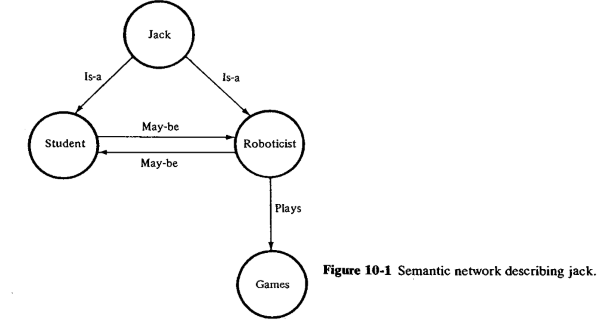 Jack
Is-a
Is-a
Student
May-be
May-be
Roboticist
Plays
Games
Figure 10-1 Semantic network describing jack.